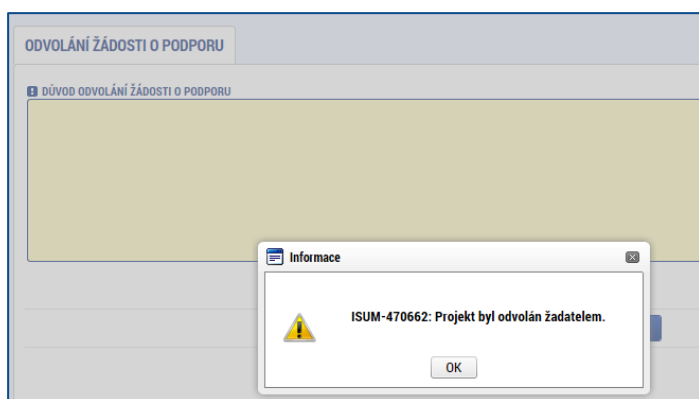 ODVOLÁNÍ ŽÁDOSTI O PODPORU
DŮVOD ODVOLÁNÍ ŽÁDOSTI O PODPORU
Informace
ISUM-470662: Projekt byl odvolán žadatelem.
OK